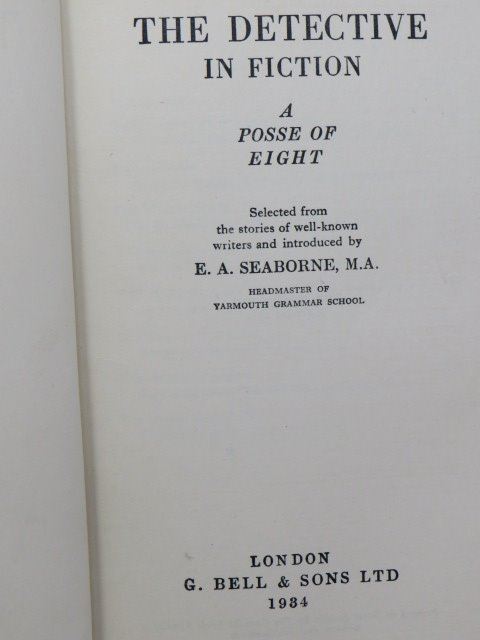 THE DETECTIVE
IN FICTION
A
POSSE OF
EIGHT
Selected from
the stories of well-known
writers and introduced by
E. A. SEABORNE, M.A.
HEADMASTER OF
YARMOUTH GRAMMAR SCHOOL
LONDON
G. BELL & SONS LTD
1934